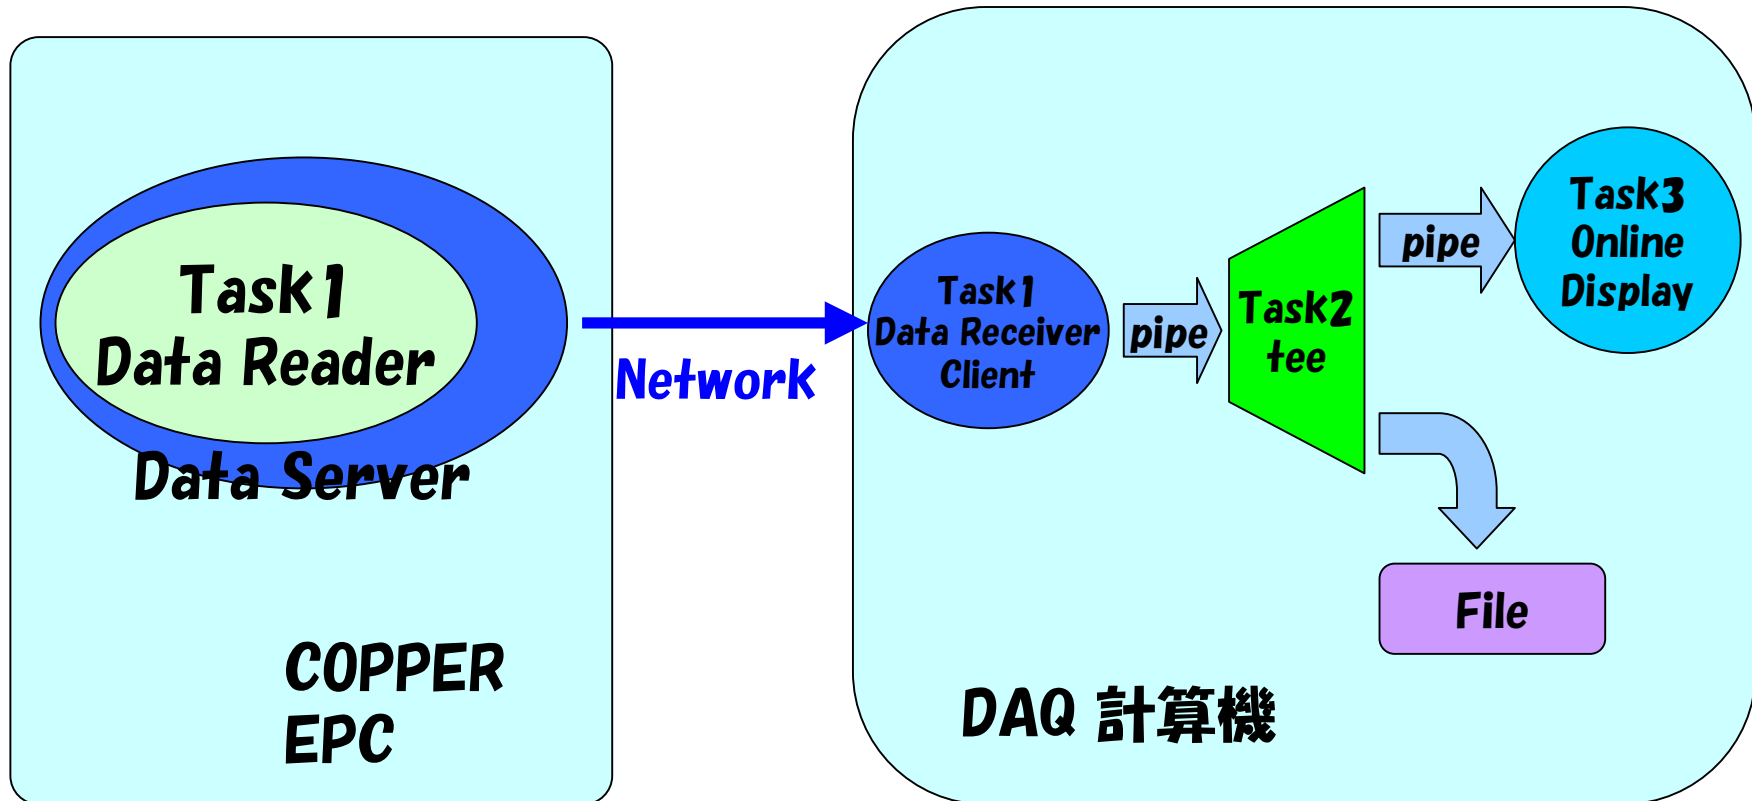 Task1
Data Reader
Data Server
COPPER
EPC
Network
Task1
Data Receiver
Client
pipe
Task2
tee
pipe
Task3
Online
Display
File
DAQ 計算機